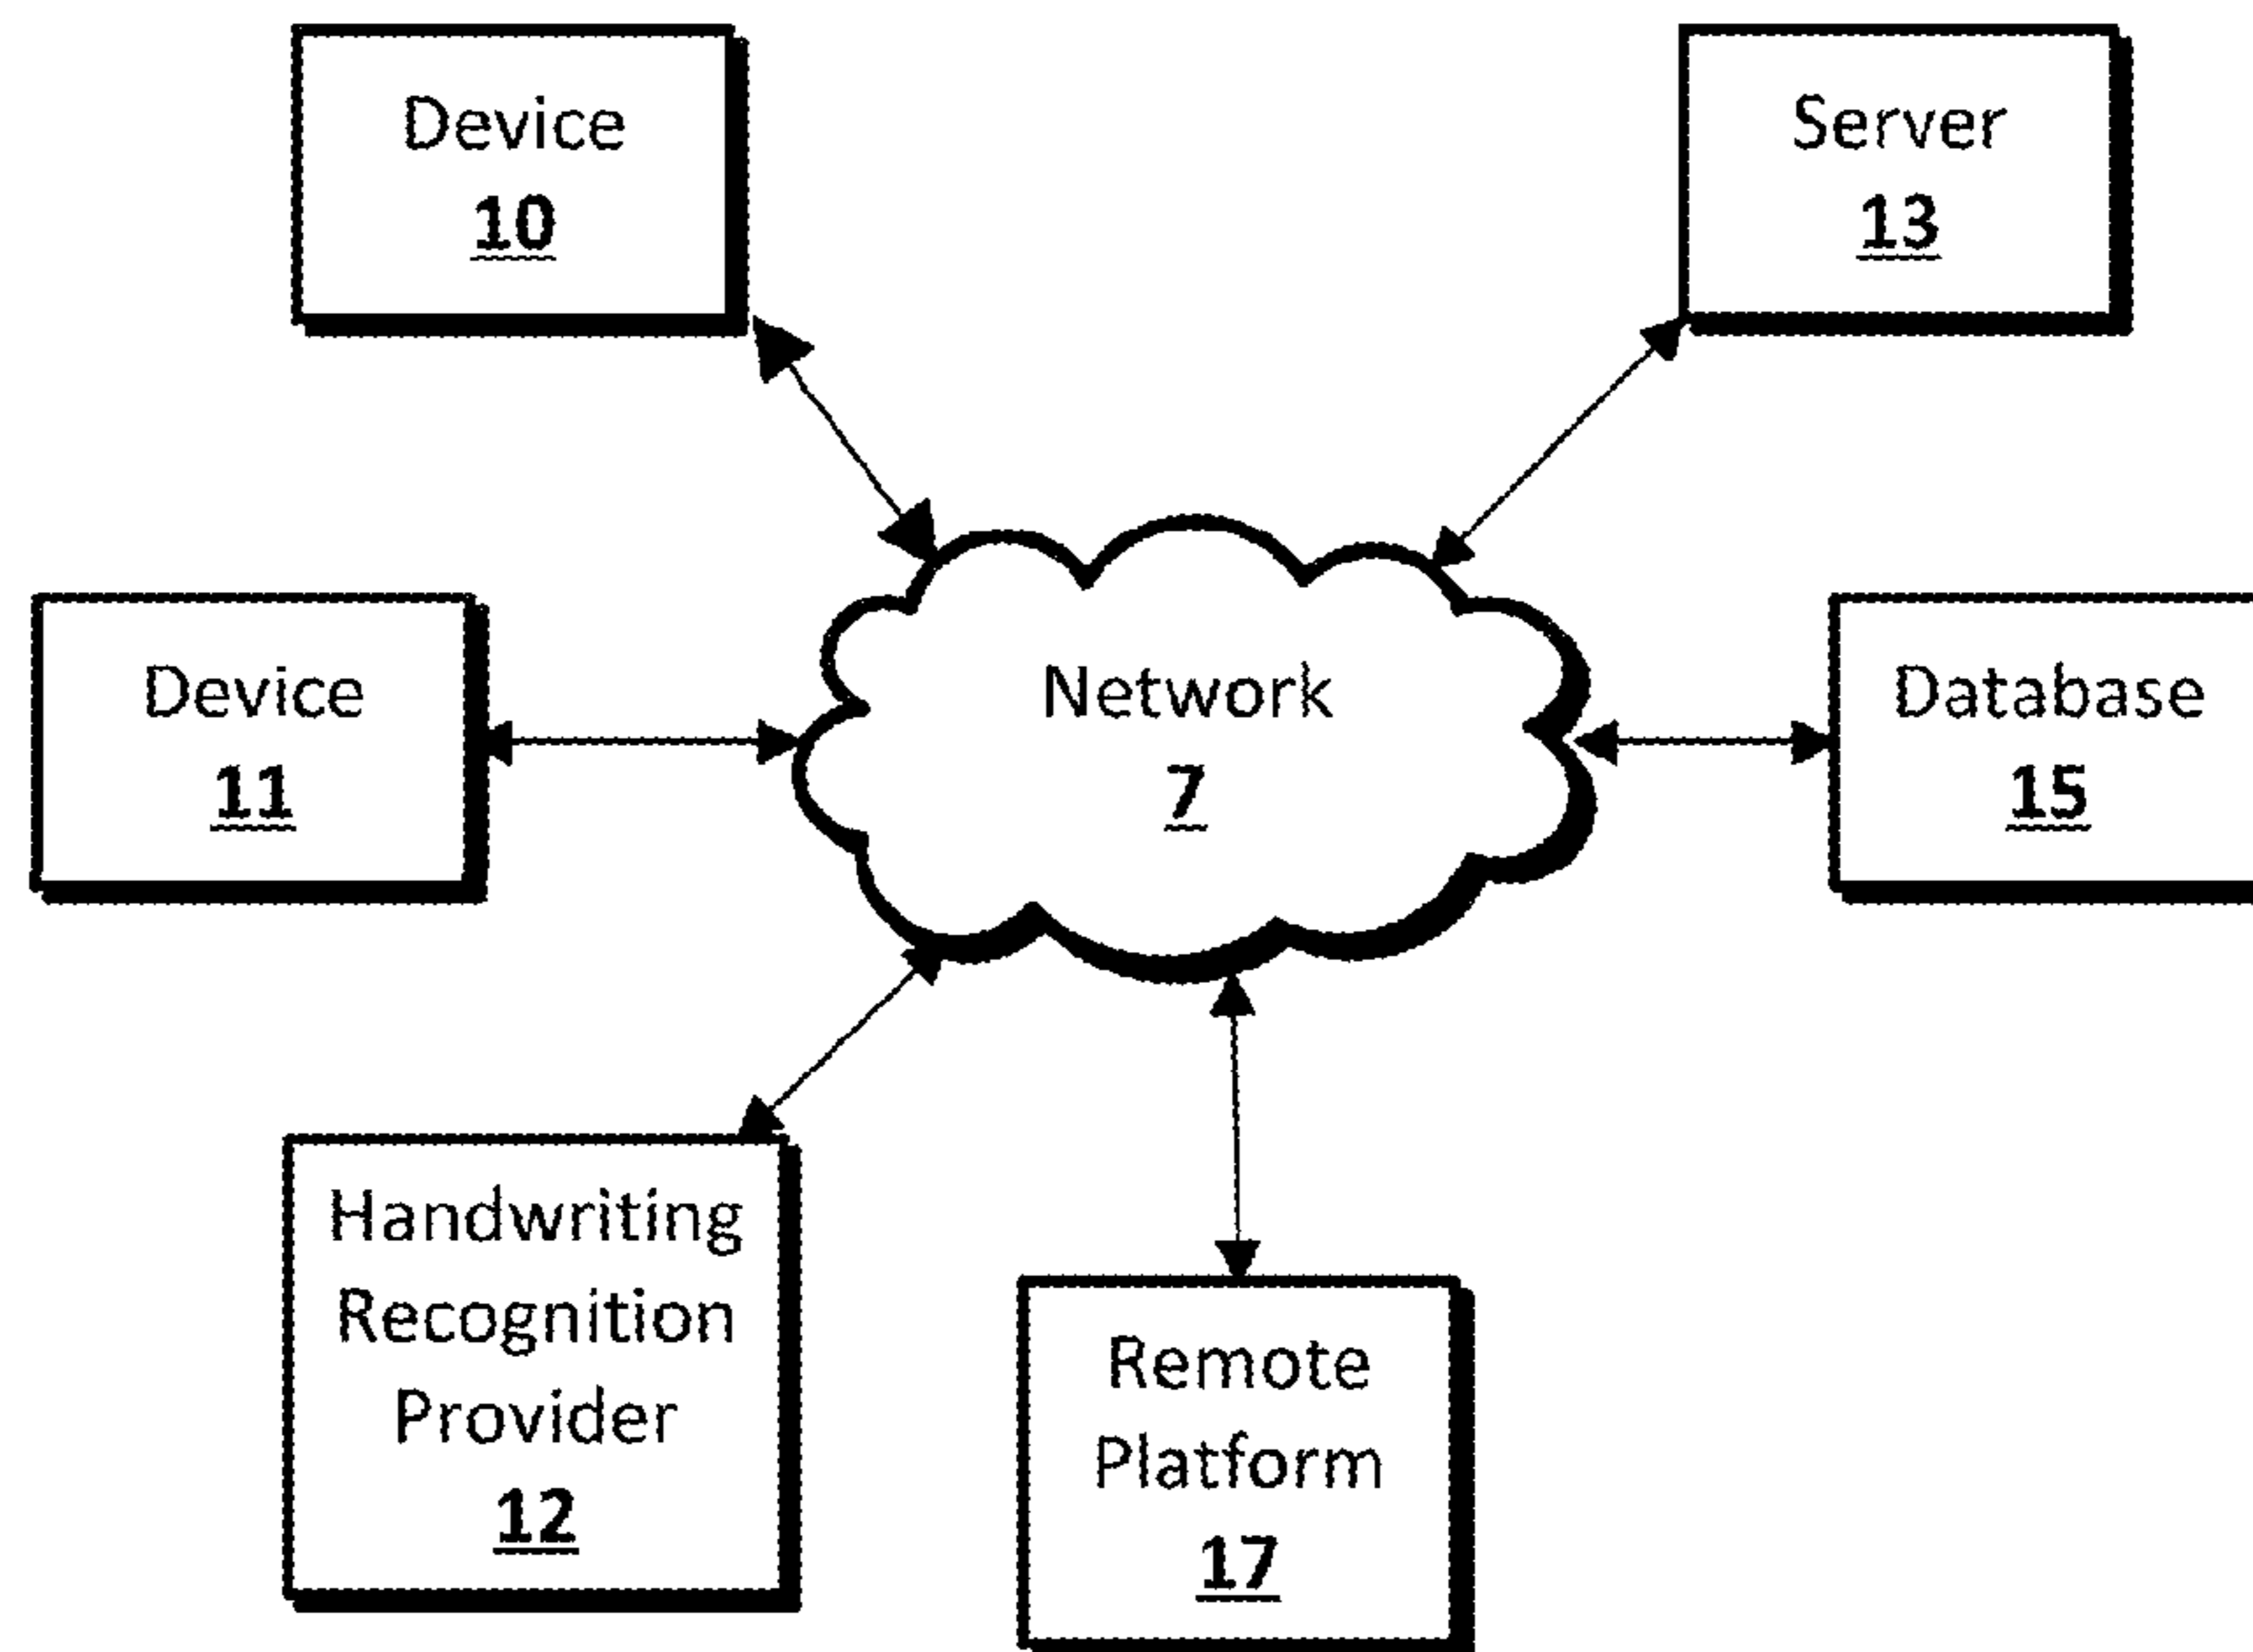 Device
10
Server
13
Device
11
Network
7
Database
15
Handwriting
Recognition
Provider
12
Remote
Platform
17